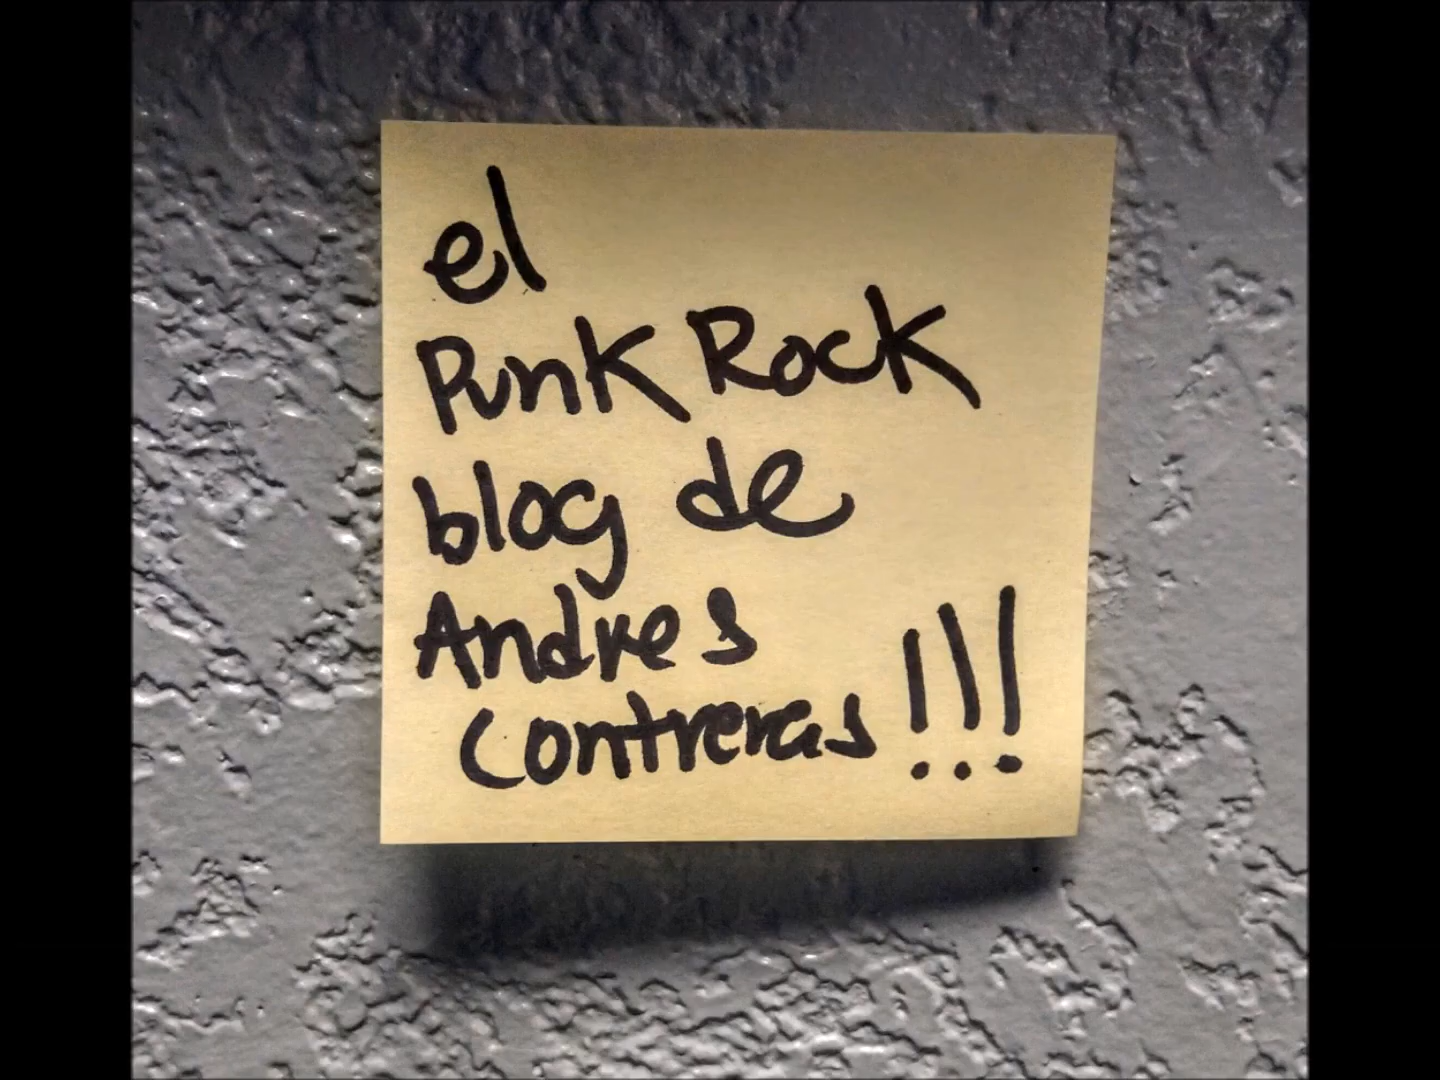 el
Punk Rock
blog de
Andres
Contreras !!!